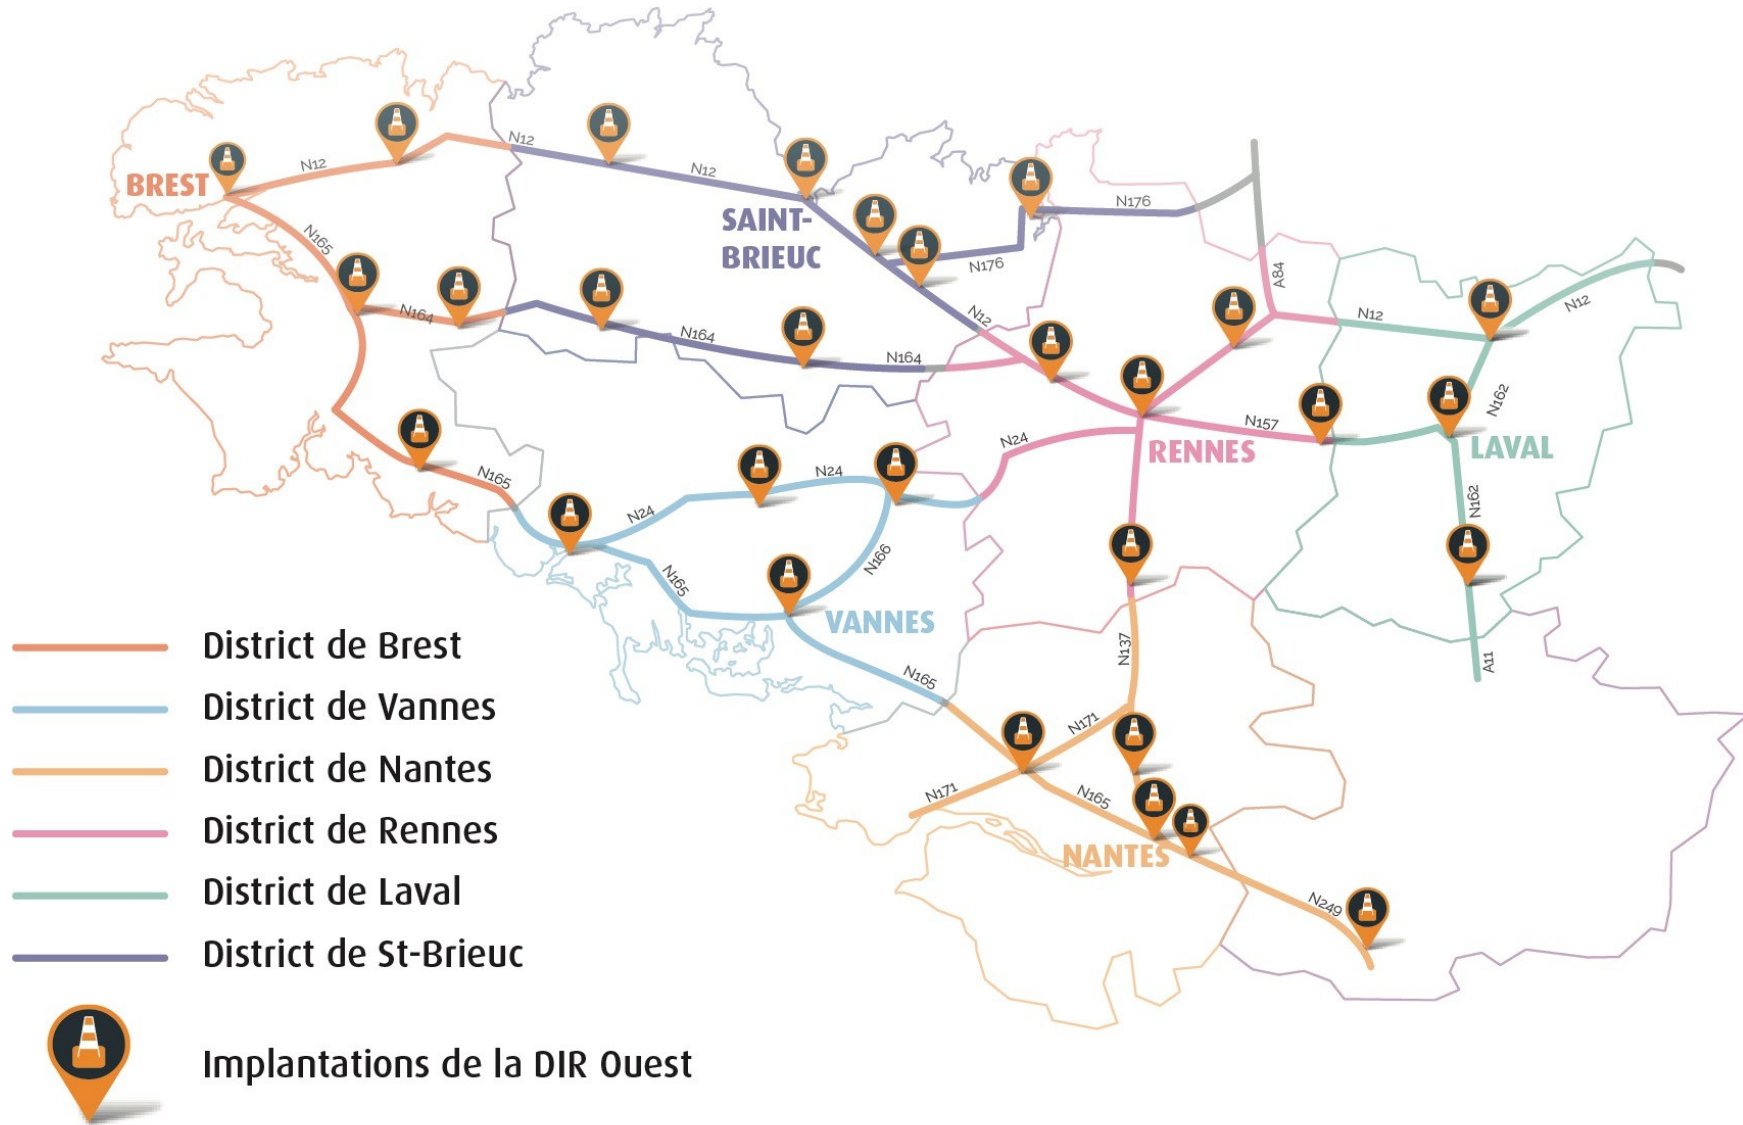 N12
N12
N12
BREST
SAINT-
BRIEUC
N176
N176
N165
A84
N12
N12
N12
N164
N164
N164
N162
N157
RENNES
LAVAL
N24
N24
N24
N165
N162
N166
N165
VANNES
N137
A11
N165
N171
N171
N165
NANTES
N249
District de Brest
District de Vannes
District de Nantes
District de Rennes
District de Laval
District de St-Brieuc
Implantations de la DIR Ouest